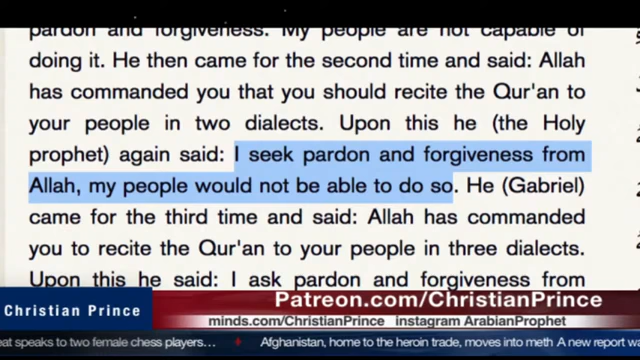 pardon and forgiveness. My people are not capable of
doing it. He then came for the second time and said: Allah
has commanded you that you should recite the Qur'an to
your people in two dialects. Upon this he (the Holy
prophet) again said: I seek pardon and forgiveness from
Allah, my people would not be able to do so. He (Gabriel)
came for the third time and said: Allah has commanded
you to recite the Qur'an to your people in three dialects.
Upon this he said: I ask pardon and forgiveness from
Christian Prince
Patreon.com/ChristianPrince
minds.com/ChristianPrince instagram ArabianProphet
eat speaks to two female chess players… ♦ Afghanistan, home to the heroin trade, moves into meth A new report wa